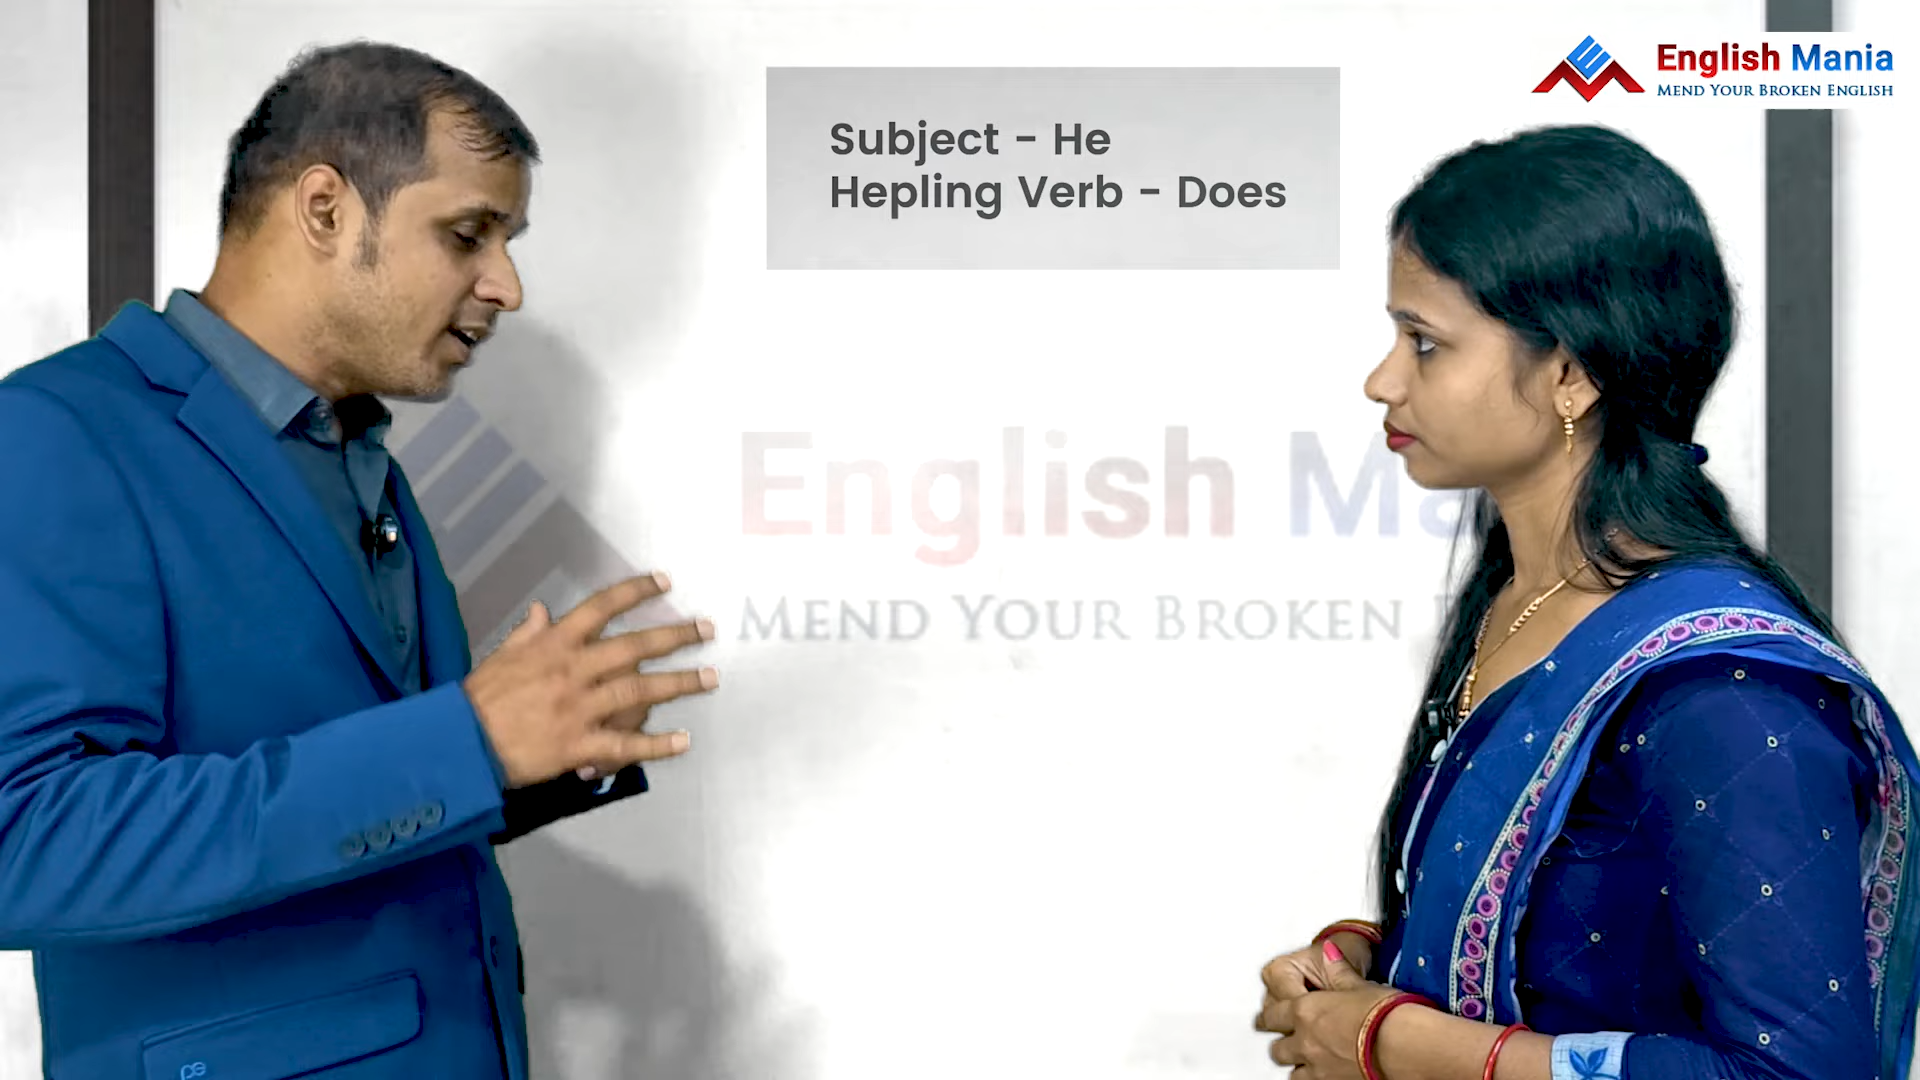 English Mania
MEND YOUR BROKEN ENGLISH
Subject - He
Hepling Verb - Does
English Ma
MEND YOUR BROKEN